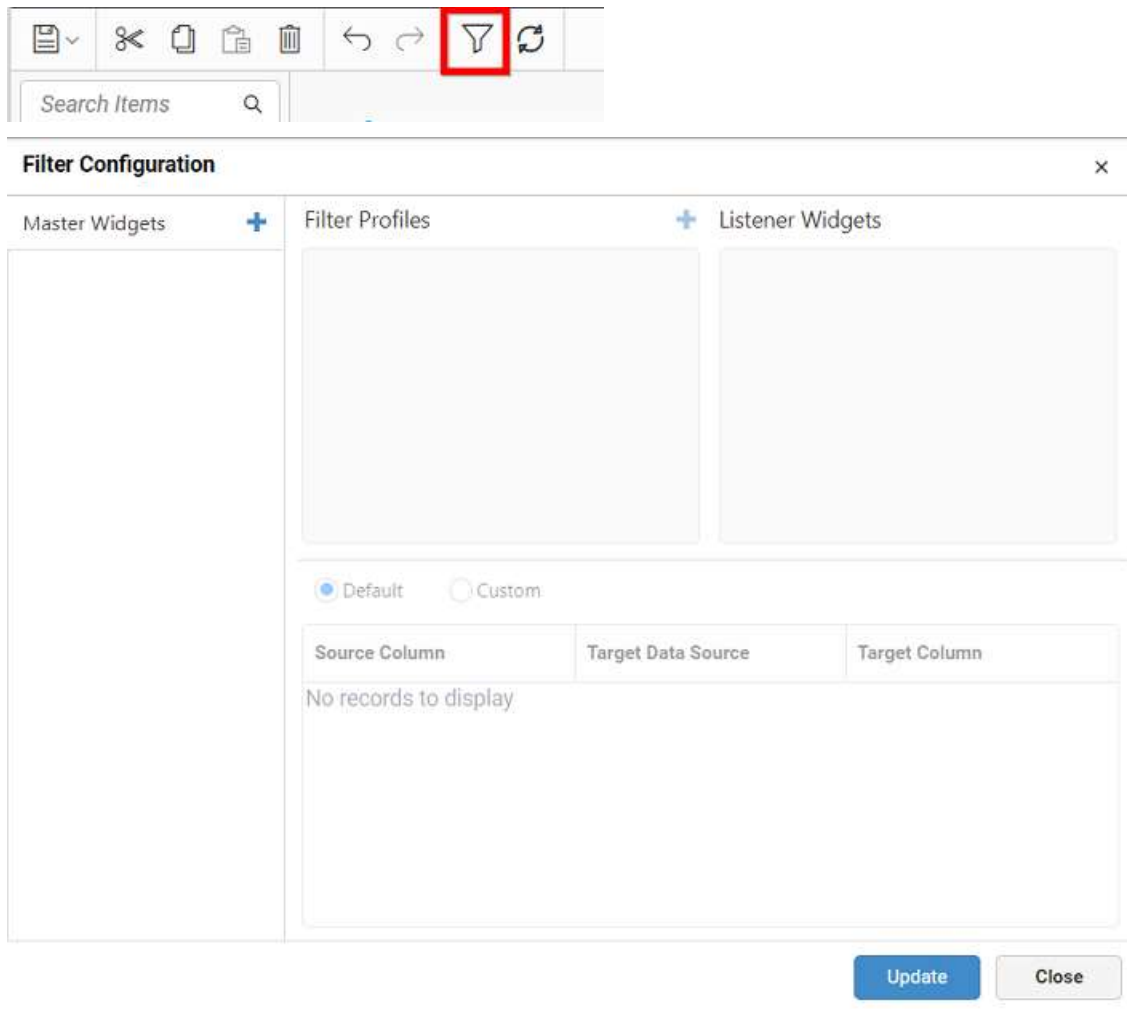 Search Items
Filter Configuration
Master Widgets
Filter Profiles
Listener Widgets
Default
Custom
Source Column
Target Data Source
Target Column
No records to display
Update
Close